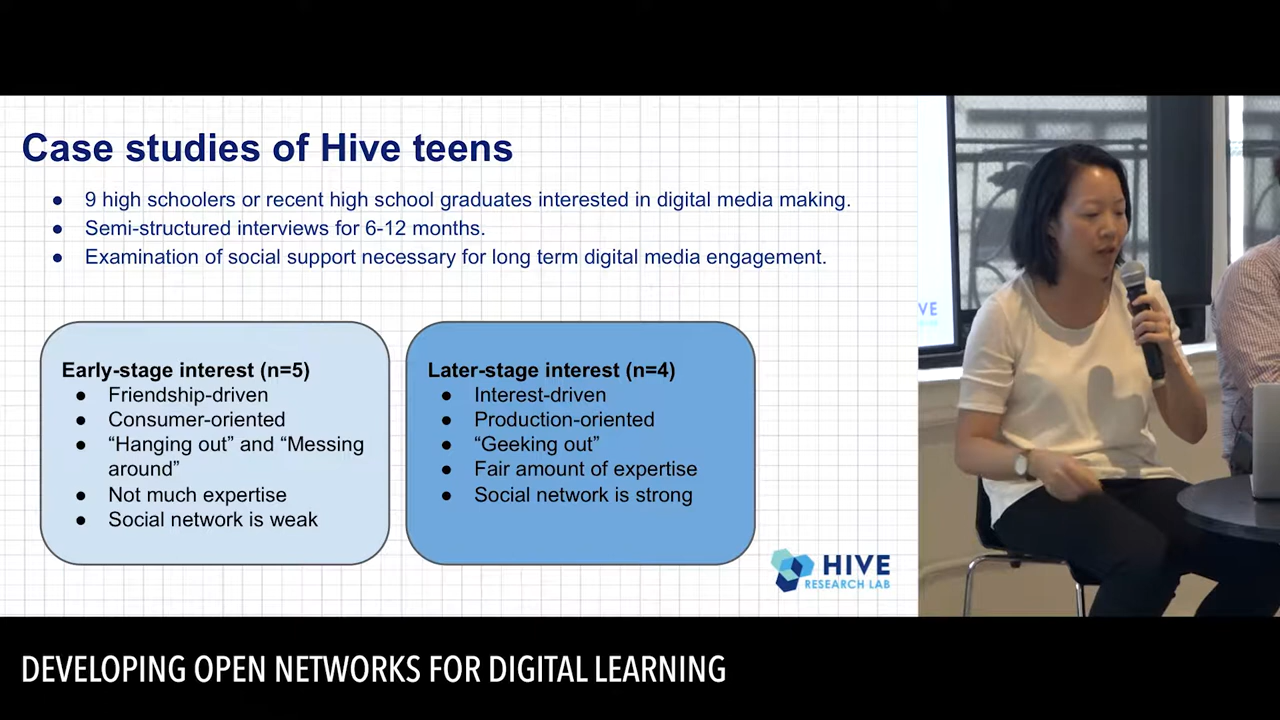 Case studies of Hive teens
● 9 high schoolers or recent high school graduates interested in digital media making.
● Semi-structured interviews for 6-12 months.
● Examination of social support necessary for long term digital media engagement.
Early-stage interest (n=5)
● Friendship-driven
● Consumer-oriented
● “Hanging out” and “Messing
around”
● Not much expertise
● Social network is weak
Later-stage interest (n=4)
● Interest-driven
● Production-oriented
● “Geeking out”
● Fair amount of expertise
● Social network is strong
HIVE
RESEARCH LAB
VE
DEVELOPING OPEN NETWORKS FOR DIGITAL LEARNING